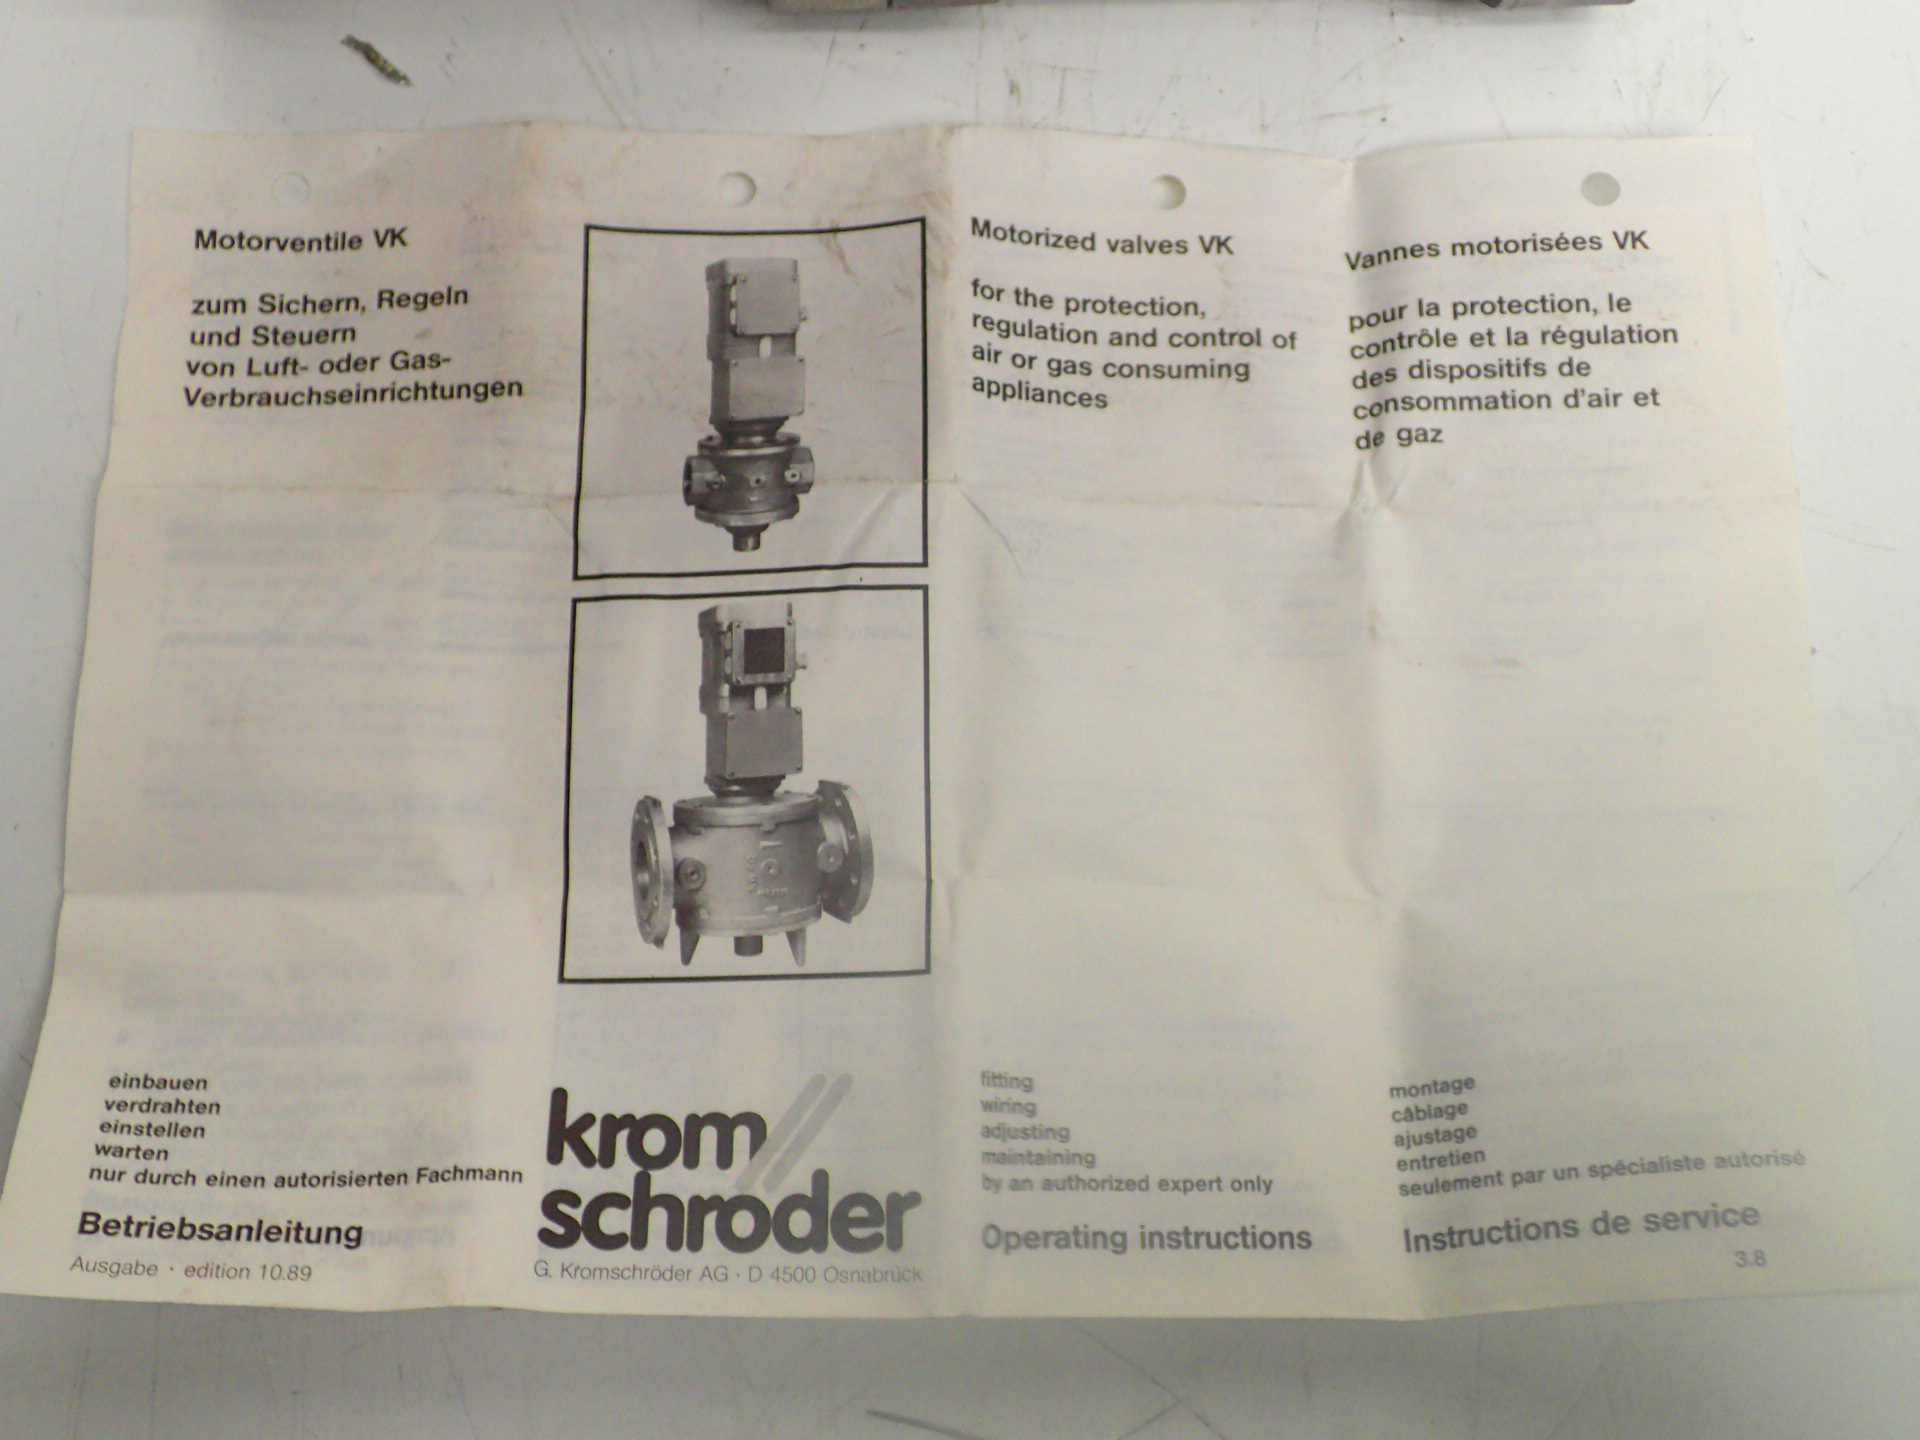 Motorventile VK
zum Sichern, Regeln
und Steuern
von Luft- oder Gas-
Verbrauchseinrichtungen
einbauen
verdrahten
einstellen
warten
nur durch einen autorisierten Fachmann
Betriebsanleitung
Ausgabe · edition 10.89
krom
schroder
G. Kromschröder AG · D 4500 Osnabrück
Motorized valves VK
for the protection,
regulation and control of
air or gas consuming
appliances
fitting
wiring
adjusting
maintaining
by an authorized expert only
Operating instructions
Vannes motorisées VK
pour la protection, le
contrôle et la régulation
des dispositifs de
consommation d'air et
de gaz
montage
câblage
ajustage
entretien
seulement par un spécialiste autorisé
Instructions de service
3.8